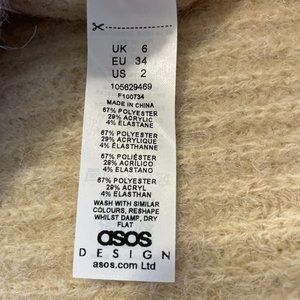 UK 6
EU 34
US 2
105629469
F100734
MADE IN CHINA
67% POLYESTER
29% ACRYLIC
4% ELASTANE
67% POLYESTER
29% ACRYLIQUE
4% ELASTHANNE
67% POLIÉSTER
29% ACRÍLICO
4% ELASTANO
67% POLYESTER
29% ACRYL
4% ELASTHAN
WASH WITH SIMILAR
COLOURS, RESHAPE
WHILST DAMP, DRY
FLAT
asos
DESIGN
asos.com Ltd